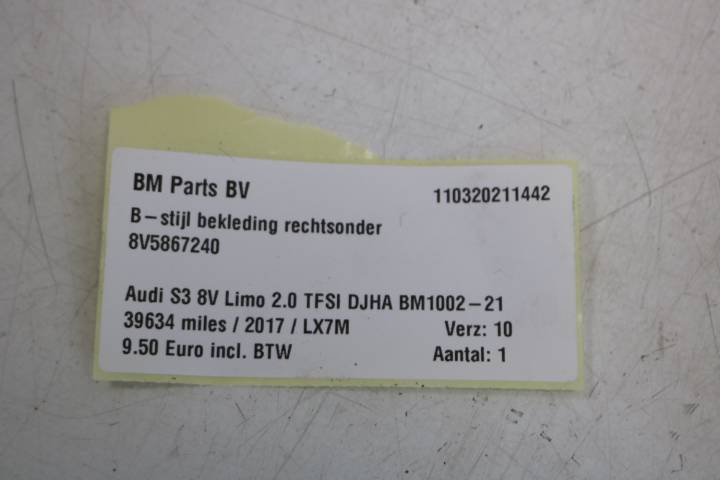 BM Parts BV 110320211442
B-stijl bekleding rechtsonder
8V5867240
Audi S3 8V Limo 2.0 TFSI DJHA BM1002-21
39634 miles / 2017 / LX7M Verz: 10
9.50 Euro incl. BTW Aantal: 1